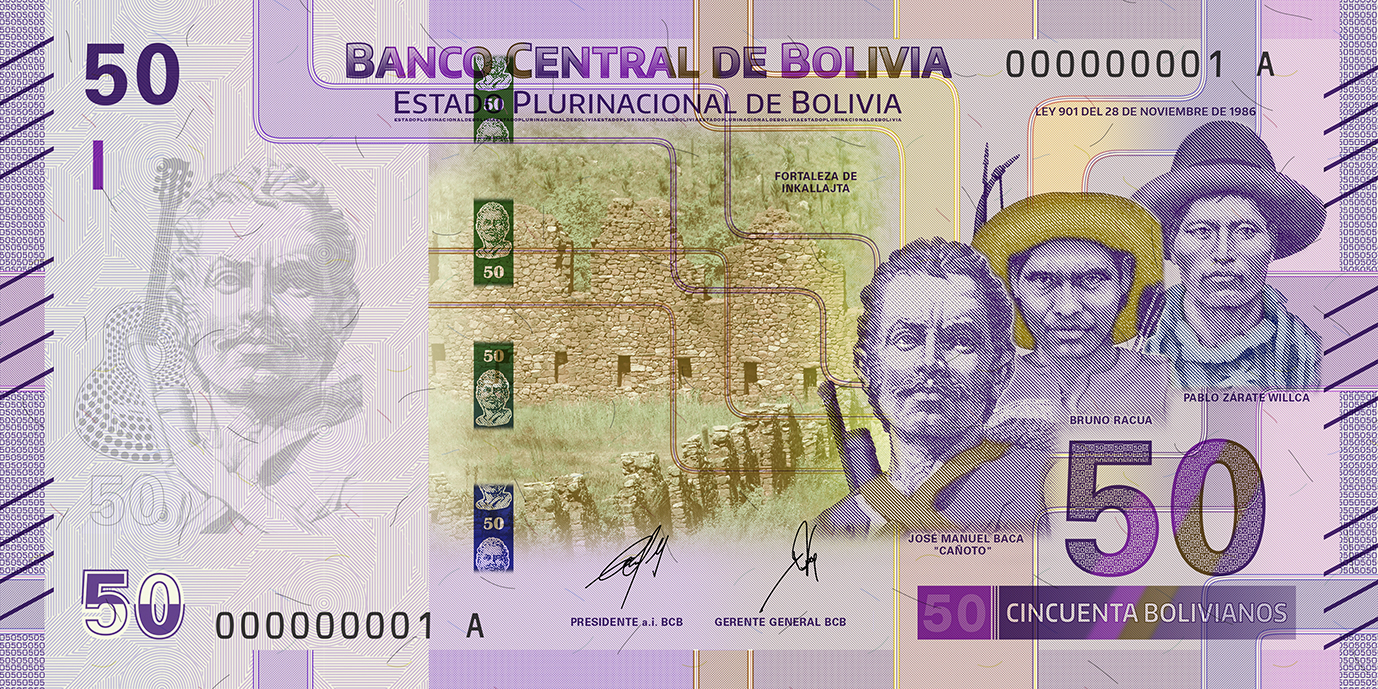 50
BANCO CENTRAL DE BOLIVIA
000000001 A
ESTADO PLURINACIONAL DE BOLIVIA
LEY 901 DEL 28 DE NOVIEMBRE DE 1986
50
FORTALEZA DE
INKALLAJTA
50
50
PABLO ZÁRATE WILLCA
BRUNO RACUA
50
50
50
JOSÉ MANUEL BACA
"CAÑOTO"
50
000000001 A
PRESIDENTE a.i. BCB
GERENTE GENERAL BCB
50 CINCUENTA BOLIVIANOS